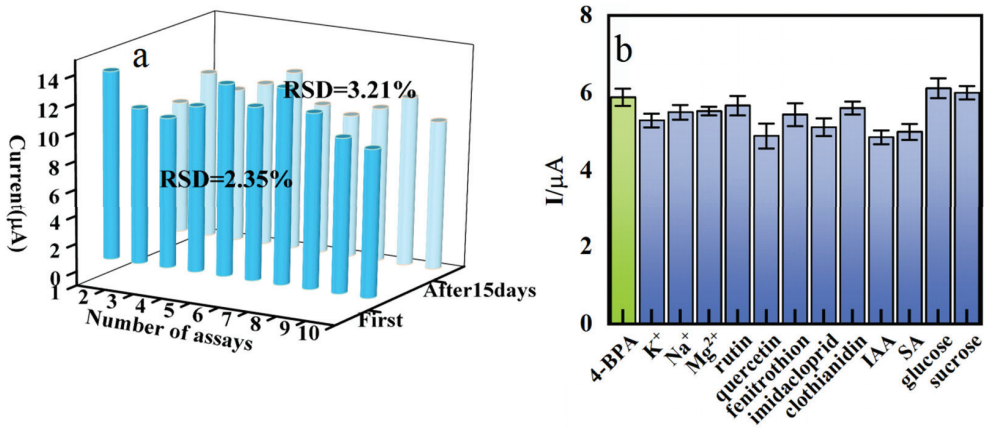 a
RSD=3.21%
RSD=2.35%
Current(μA)
14
12
10
8
6
4
2
0
1
2
3
4
5
6
7
8
9
10
Number of assays
First
After15days
b
I/μA
8
6
4
2
0
4-BPA
K⁺
Na⁺
Mg²⁺
rutin
quercetin
fenitrothion
imidacloprid
clothianidin
IAA
SA
glucose
sucrose